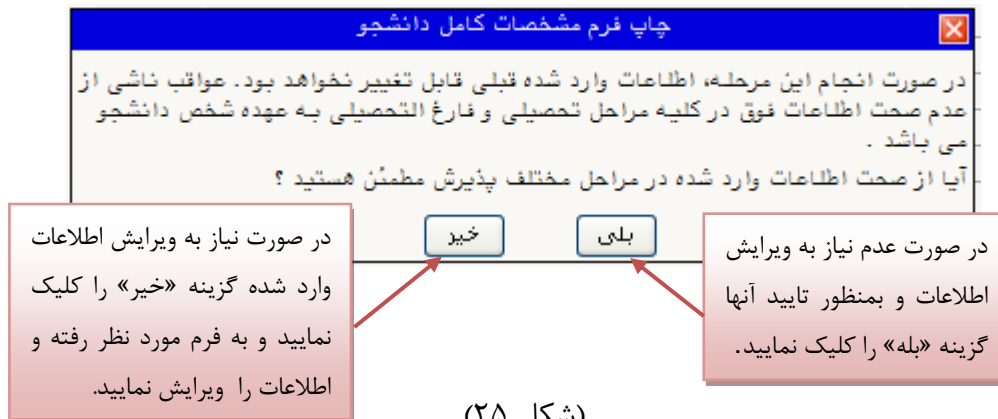 چاپ فرم مشخصات کامل دانشجو
در صورت انجام این مرحله، اطلاعات وارد شده قبلی قابل تغییر نخواهد بود. عواقب ناشی از
عدم صحت اطلاعات فوق در کلیه مراحل تحصیلی و فارغ التحصیلی به عهده شخص دانشجو
می باشد .
آیا از صحت اطلاعات وارد شده در مراحل مختلف پذیرش مطمئن هستید ؟
بلی
خیر
در صورت عدم نیاز به ویرایش
اطلاعات و بمنظور تایید آنها
گزینه «بله» را کلیک نمایید.
در صورت نیاز به ویرایش اطلاعات
وارد شده گزینه «خیر» را کلیک
نمایید و به فرم مورد نظر رفته و
اطلاعات را ویرایش نمایید.
(شکل ۲۵)